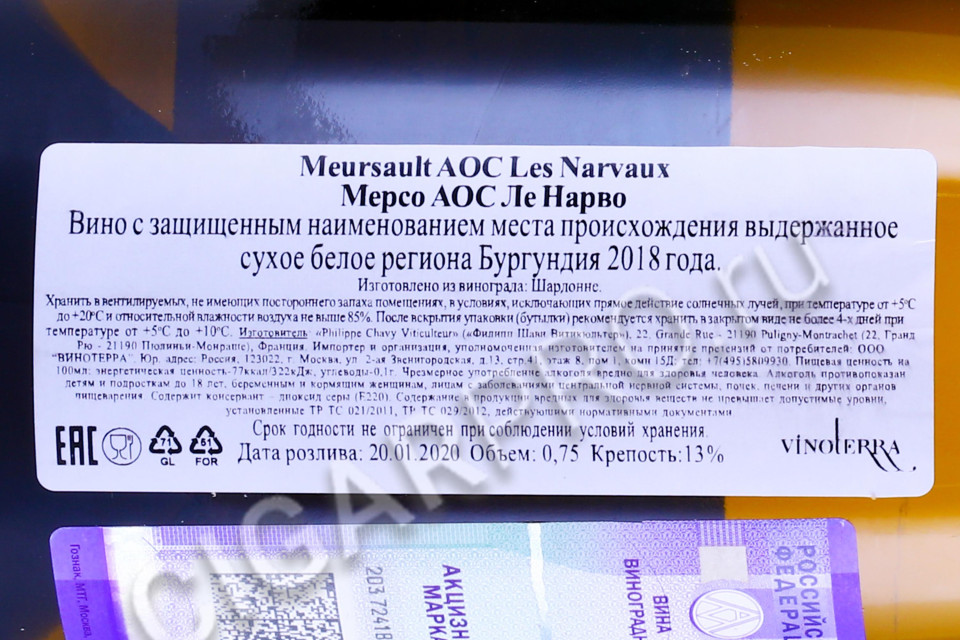 Meursault AOC Les Narvaux
Мерсо АОС Ле Нарво
Вино с защищенным наименованием места происхождения выдержанное
сухое белое региона Бургундия 2018 года.
Изготовлено из винограда: Шардонне.
Хранить в вентилируемых, не имеющих постороннего запаха помещениях, в условиях, исключающих прямое действие солнечных лучей, при температуре от +5°С
до +20°С и относительной влажности воздуха не выше 85%. После вскрытия упаковки (бутылки) рекомендуется хранить в закрытом виде не более 4-х дней при
температуре от +5°С до +10°С. Изготовитель: «Philippe Chavy Viticulteur» («Филипп Шави Витикюльтер»), 22, Grande Rue - 21190 Puligny-Montrachet (22, Гранд
Рю - 21190 Пюлиньи-Монраше), Франция. Импортер и организация, уполномоченная изготовителем на принятие претензий от потребителей: ООО
"ВИНОТЕРРА". Юр. адрес: Россия, 123022, г. Москва, ул. 2-ая Звенигородская, д.13, стр.41, этаж 8, пом 1, ком. 15Д, тел: +7(495)5809930. Пищевая ценность на
100мл: энергетическая ценность-77ккал/322кДж, углеводы-0,1г. Чрезмерное употребление алкоголя вредно для здоровья человека. Алкоголь противопоказан
детям и подросткам до 18 лет, беременным и кормящим женщинам, лицам с заболеваниями центральной нервной системы, почек, печени и других органов
пищеварения. Содержит консервант - диоксид серы (Е220). Содержание в продукции вредных для здоровья веществ не превышает допустимые уровни,
установленные ТР ТС 021/2011, ТР ТС 029/2012, действующими нормативными документами
Срок годности не ограничен при соблюдении условий хранения.
Дата розлива: 20.01.2020 Объем: 0,75 Крепость:13%
EAC
71
GL
51
FOR
VINOTERRA
CIGARPRO.ru
Гознак, МТГ, Москва,
203 72418
АКЦИЗН
МАРК
ВИНА
ВИНОГРАДН
РОССИЙС
ФЕДЕРА